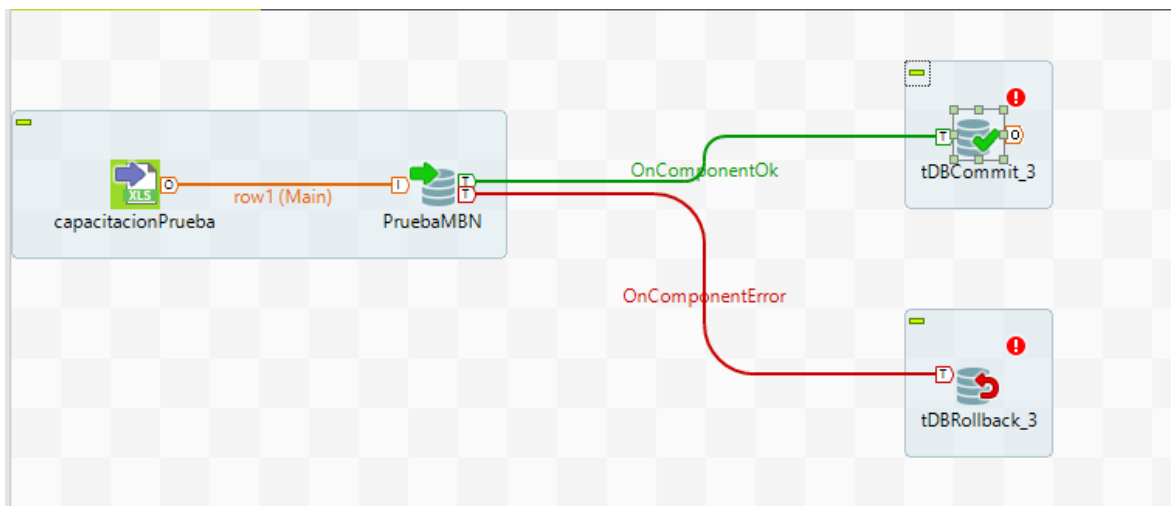 XLS
O
row1 (Main)
I
T
T
capacitacionPrueba
PruebaMBN
OnComponentOk
OnComponentError
T
O
tDBCommit_3
T
tDBRollback_3